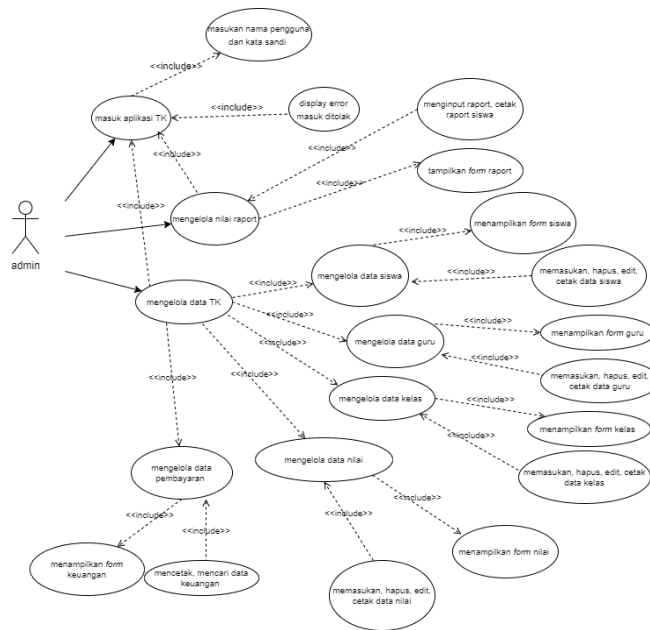 masukan nama pengguna
dan kata sandi
<<include>>
masuk aplikasi TK
<<include>>
display error
masuk ditolak
menginput raport, cetak
raport siswa
<<include>>
<<include>>
<<include>>
tampilkan form raport
<<include>>
mengelola nilai raport
admin
menampilkan form siswa
<<include>>
mengelola data siswa
<<include>>
memasukan, hapus, edit,
cetak data siswa
<<include>>
mengelola data TK
<<include>>
<<include>>
menampilkan form guru
mengelola data guru
<<include>>
<<include>>
memasukan, hapus, edit,
cetak data guru
<<include>>
<<include>>
mengelola data kelas
<<include>>
menampilkan form kelas
<<include>>
memasukan, hapus, edit, cetak
data kelas
mengelola data
pembayaran
mengelola data nilai
<<include>>
<<include>>
<<include>>
<<include>>
menampilkan form
keuangan
mencetak, mencari data
keuangan
menampilkan form nilai
memasukan, hapus, edit,
cetak data nilai